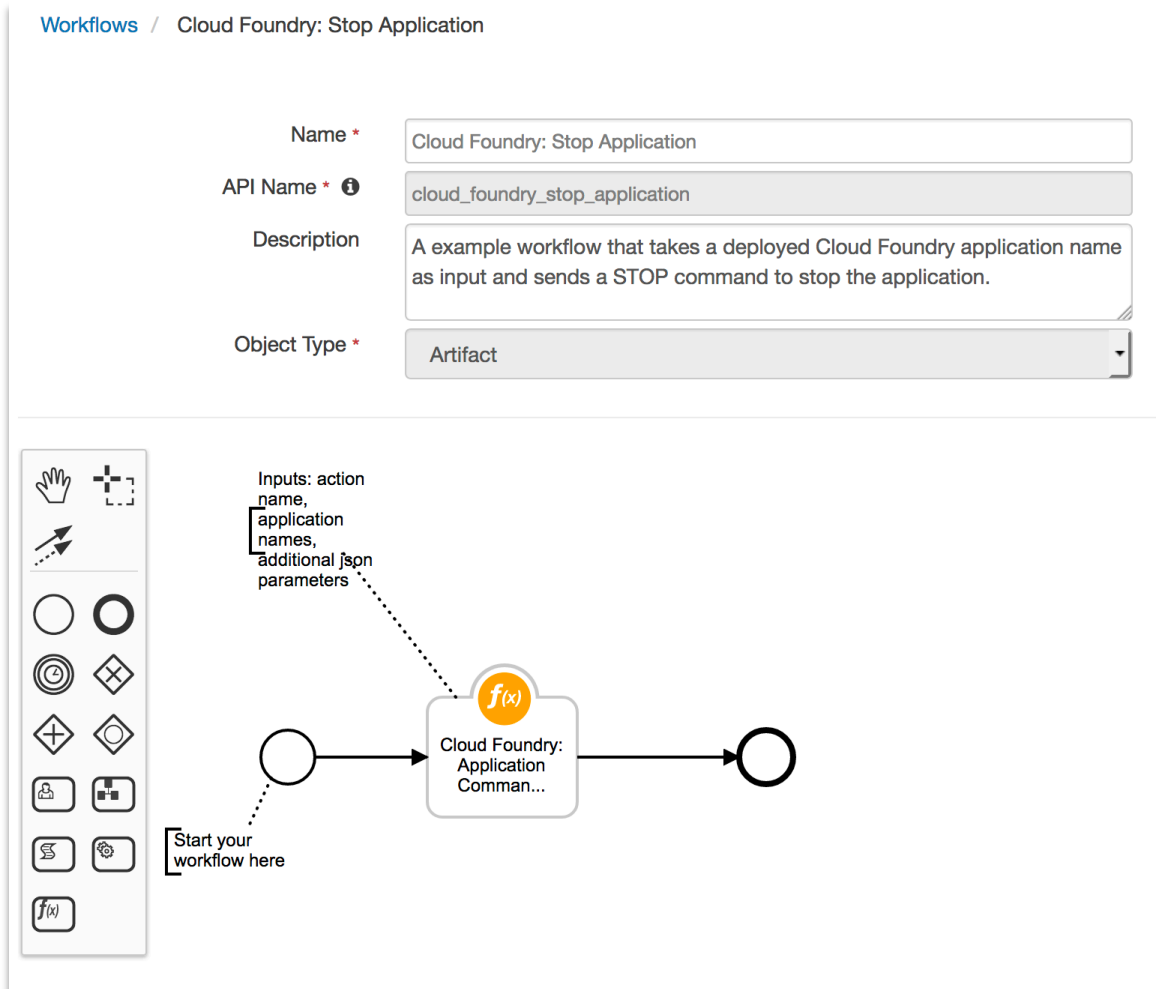 Workflows / Cloud Foundry: Stop Application
Name *
Cloud Foundry: Stop Application
API Name *
cloud_foundry_stop_application
Description
A example workflow that takes a deployed Cloud Foundry application name
as input and sends a STOP command to stop the application.
Object Type *
Artifact
Inputs: action
name,
application
names,
additional json
parameters
f(x)
Cloud Foundry:
Application
Comman...
Start your
workflow here
f(x)